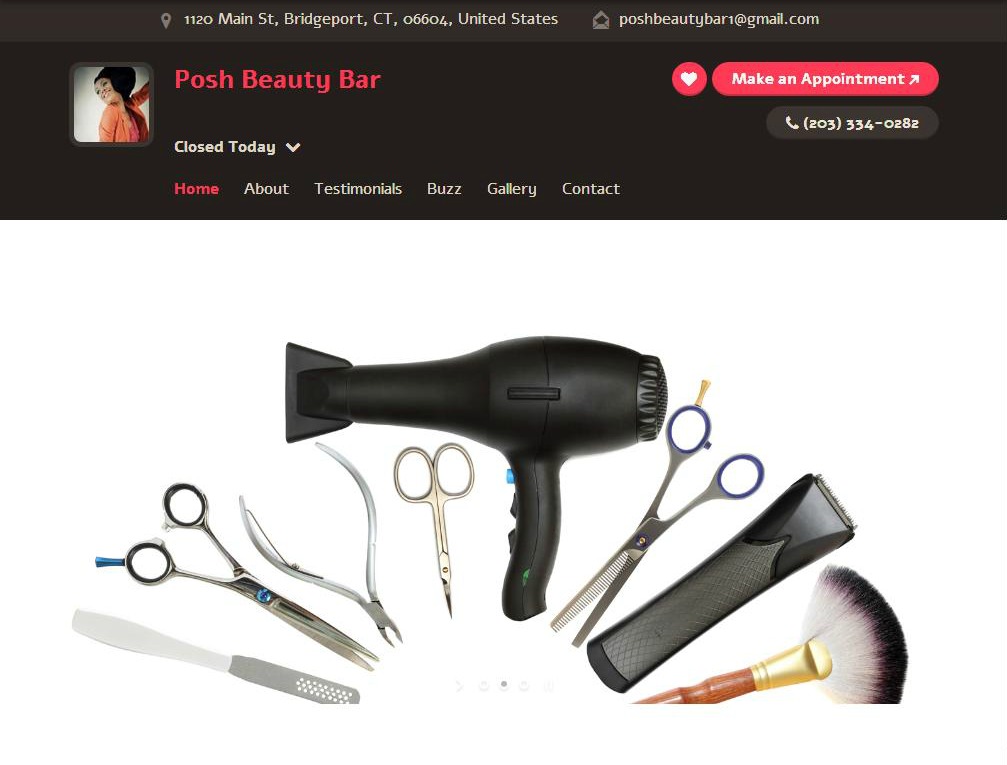 1120 Main St, Bridgeport, CT, 06604, United States
poshbeautybar1@gmail.com
Posh Beauty Bar
Make an Appointment
(203) 334-0282
Closed Today
Home About Testimonials Buzz Gallery Contact